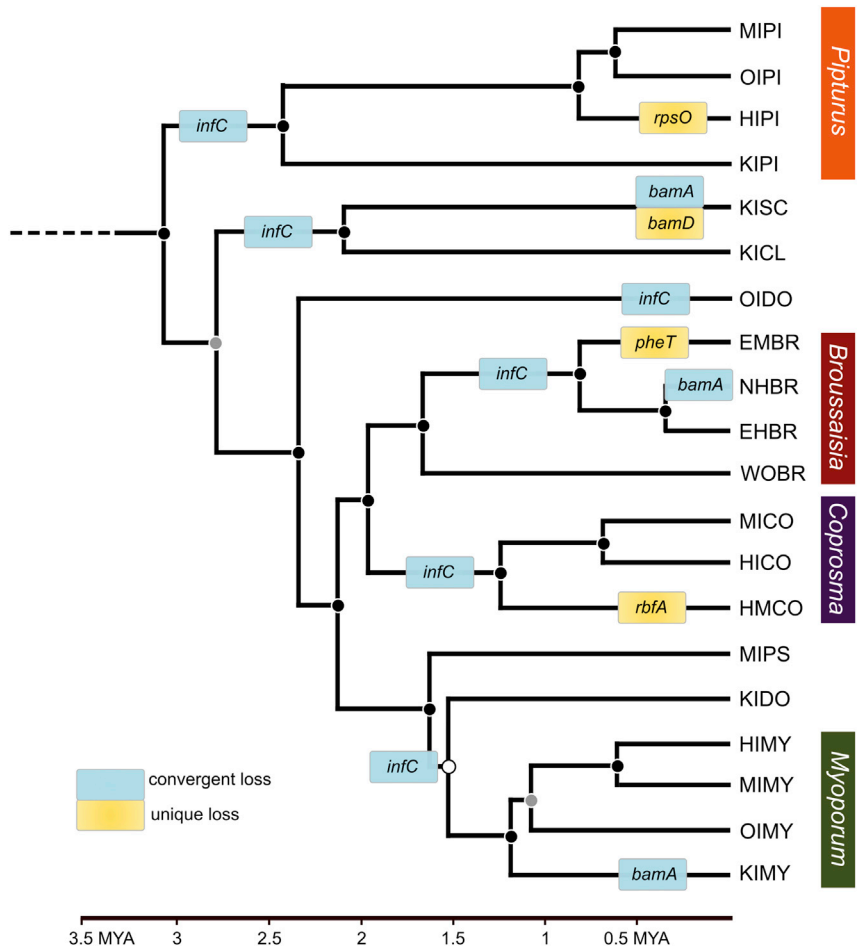 MIPI
OIPI
rpsO
HIPI
infC
KIPI
Pipturus
bamA
KISC
bamD
infC
KICL
infC
OIDO
pheT
EMBR
infC
bamA
NHBR
EHBR
WOBR
Broussaisia
MICO
HICO
infC
rbfA
HMCO
Coprosma
MIPS
KIDO
infC
HIMY
MIMY
OIMY
bamA
KIMY
Myoporum
convergent loss
unique loss
3.5 MYA 3 2.5 2 1.5 1 0.5 MYA